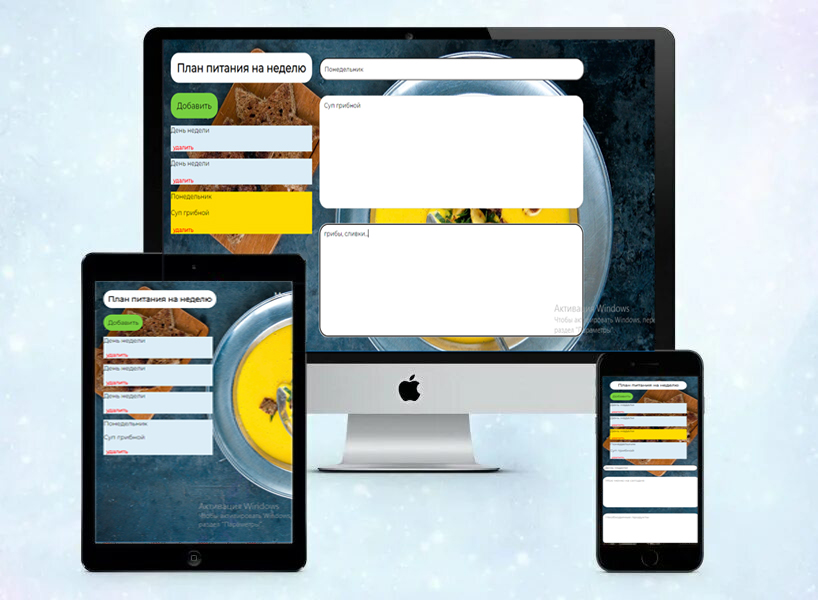 План питания на неделю
Добавить
День недели
удалить
День недели
удалить
Понедельник
Суп грибной
удалить
Понедельник
Суп грибной
грибы, сливки,
Активация Windows
Чтобы активировать Windows, пере
раздел "Параметры"
План питания на неделю
Добавить
День недели
удалить
День недели
удалить
День недели
удалить
Понедельник
Суп грибной
удалить
Активация Windows
Чтобы активировать Windows
раздел "Параметры"
План питания на неделю
Добавить